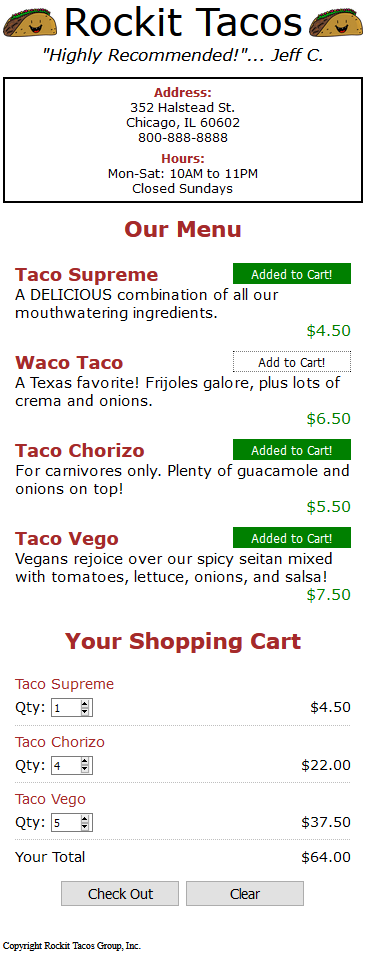 Rockit Tacos
"Highly Recommended!"... Jeff C.
Address:
352 Halstead St.
Chicago, IL 60602
800-888-8888
Hours:
Mon-Sat: 10AM to 11PM
Closed Sundays
Our Menu
Taco Supreme Added to Cart!
A DELICIOUS combination of all our
mouthwatering ingredients.
$4.50
Waco Taco Add to Cart!
A Texas favorite! Frijoles galore, plus lots of
crema and onions.
$6.50
Taco Chorizo Added to Cart!
For carnivores only. Plenty of guacamole and
onions on top!
$5.50
Taco Vego Added to Cart!
Vegans rejoice over our spicy seitan mixed
with tomatoes, lettuce, onions, and salsa!
$7.50
Your Shopping Cart
Taco Supreme
Qty: 1 $4.50
Taco Chorizo
Qty: 4 $22.00
Taco Vego
Qty: 5 $37.50
Your Total $64.00
Check Out Clear
Copyright Rockit Tacos Group, Inc.